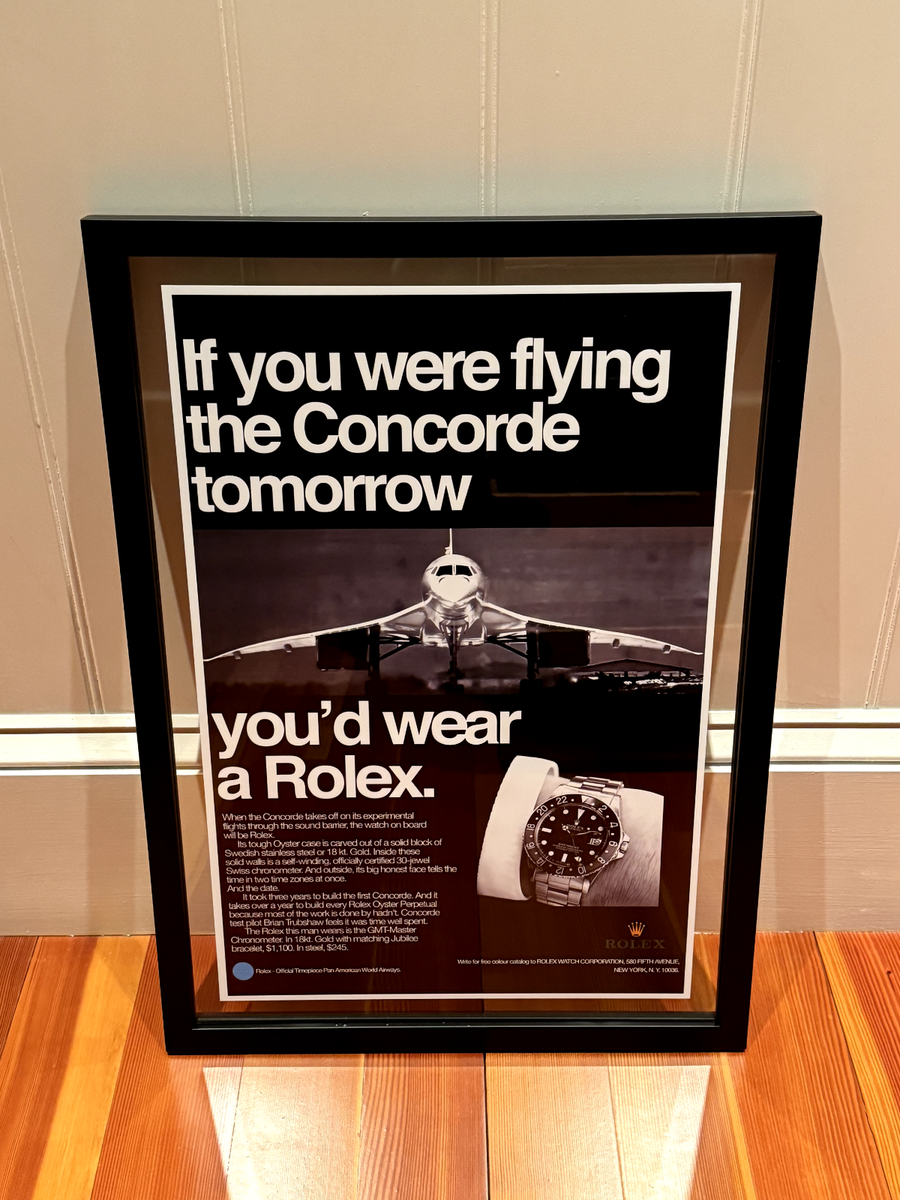 If you were flying
the Concorde
tomorrow
you'd wear
a Rolex.
When the Concorde takes off on its experimental
flights through the sound barrier, the watch on board
will be Rolex.
Its tough Oyster case is carved out of a solid block of
Swedish stainless steel or 18 kt. Gold. Inside these
solid walls is a self-winding, officially certified 30-jewel
Swiss chronometer. And outside, its big honest face tells the
time in two time zones at once.
And the date.
It took three years to build the first Concorde. And it
takes over a year to build every Rolex Oyster Perpetual
because most of the work is done by hadn't. Concorde
test pilot Brian Trubshaw feels it was time well spent.
The Rolex this man wears is the GMT-Master
Chronometer. In 18kt. Gold with matching Jubilee
bracelet, $1,100. In steel, $245.
ROLEX
Write for free colour catalog to ROLEX WATCH CORPORATION, 580 FIFTH AVENUE,
NEW YORK, N. Y. 10036.
Rolex - Official Timepiece Pan American World Airways.